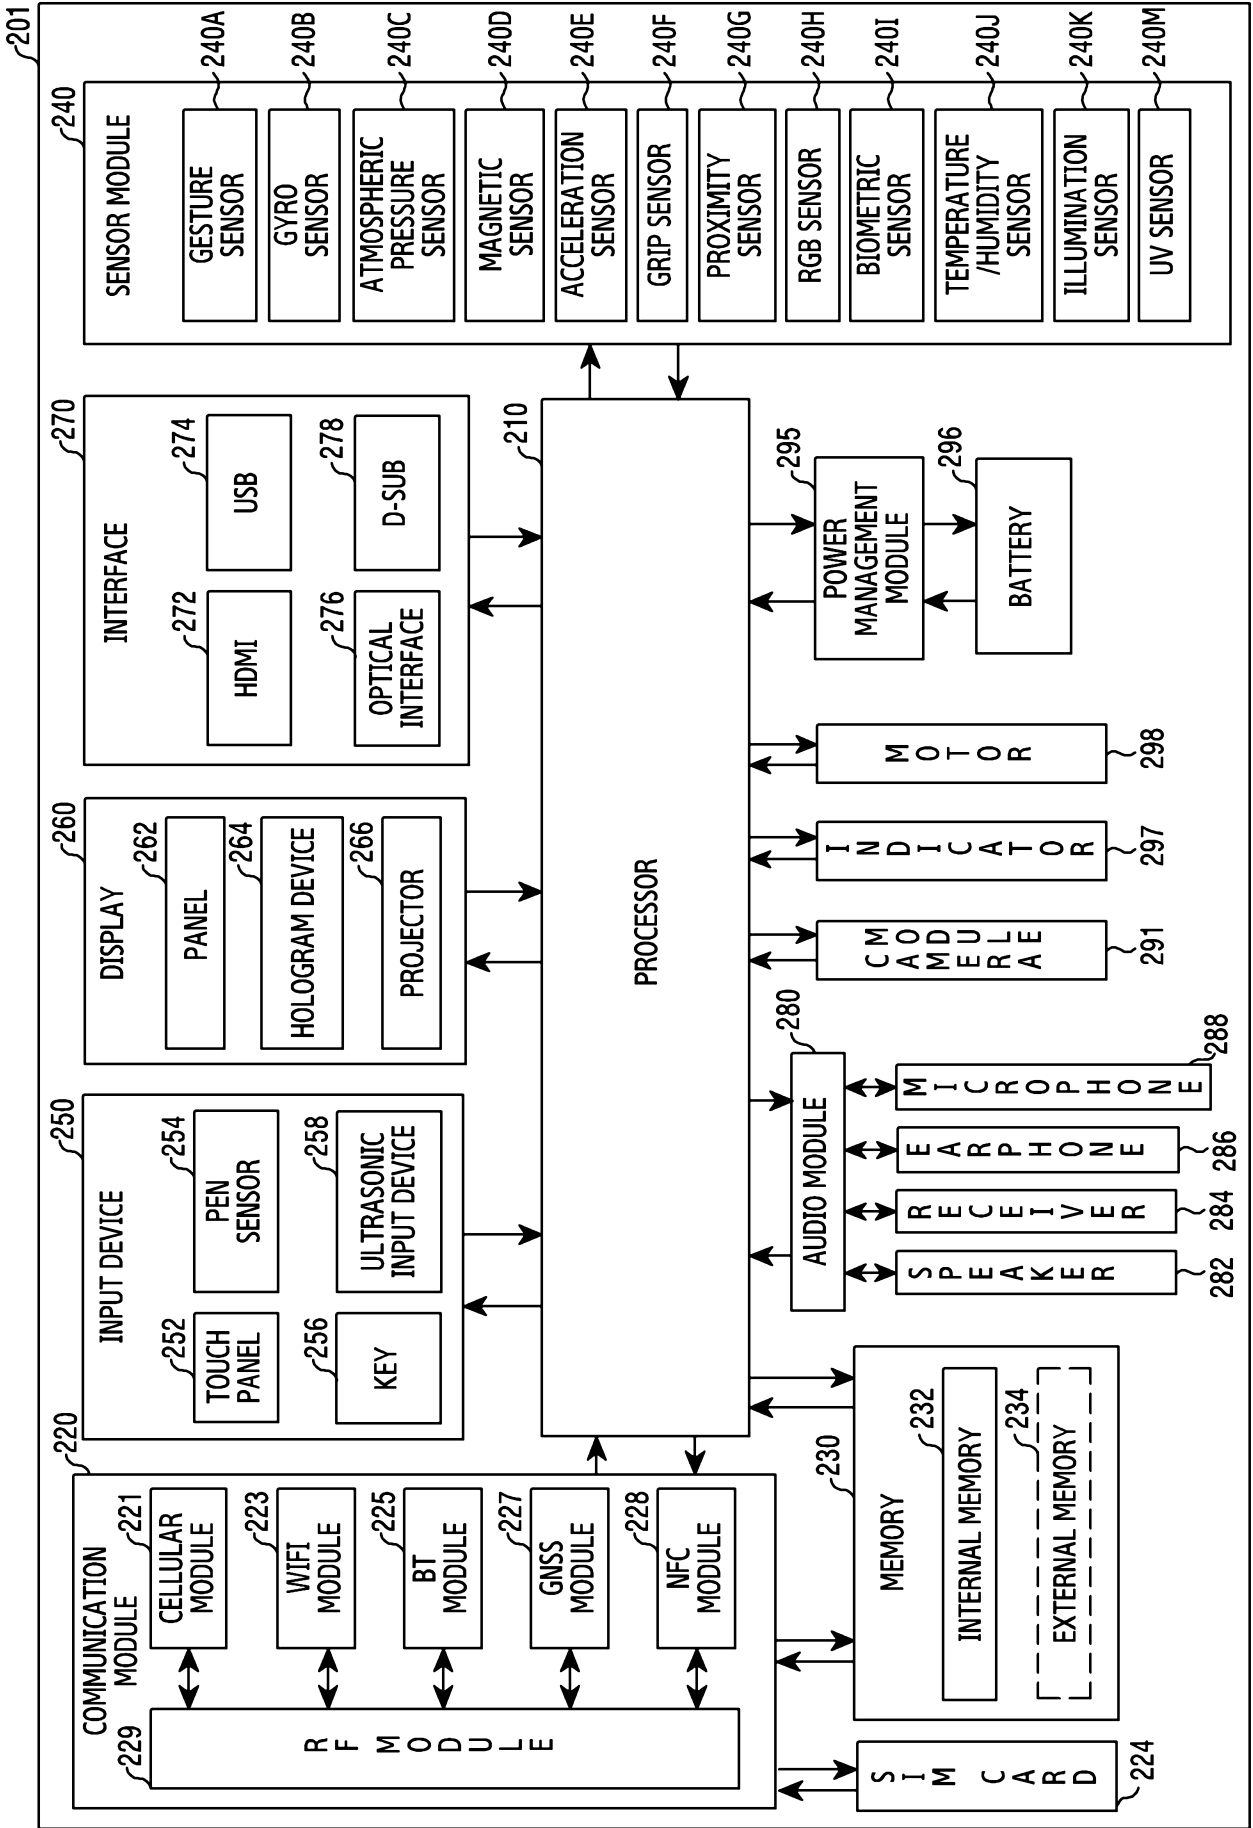 201
220
COMMUNICATION
MODULE
229
RF MODULE
221
CELLULAR
MODULE
223
WIFI
MODULE
225
BT
MODULE
227
GNSS
MODULE
228
NFC
MODULE
250
INPUT DEVICE
252
TOUCH
PANEL
254
PEN
SENSOR
256
KEY
258
ULTRASONIC
INPUT DEVICE
260
DISPLAY
262
PANEL
264
HOLOGRAM DEVICE
266
PROJECTOR
270
INTERFACE
272
HDMI
274
USB
276
OPTICAL
INTERFACE
278
D-SUB
240
SENSOR MODULE
GESTURE
SENSOR
240A
GYRO
SENSOR
240B
ATMOSPHERIC
PRESSURE
SENSOR
240C
MAGNETIC
SENSOR
240D
ACCELERATION
SENSOR
240E
GRIP SENSOR
240F
PROXIMITY
SENSOR
240G
RGB SENSOR
240H
BIOMETRIC
SENSOR
240I
TEMPERATURE
/HUMIDITY
SENSOR
240J
ILLUMINATION
SENSOR
240K
UV SENSOR
240M
210
PROCESSOR
SIM CARD
224
230
MEMORY
232
INTERNAL MEMORY
234
EXTERNAL MEMORY
280
AUDIO MODULE
SPEAKER
282
RECEIVER
284
EARPHONE
286
MICROPHONE
288
CAMERA
MODULE
291
INDICATOR
297
MOTOR
298
295
POWER
MANAGEMENT
MODULE
296
BATTERY